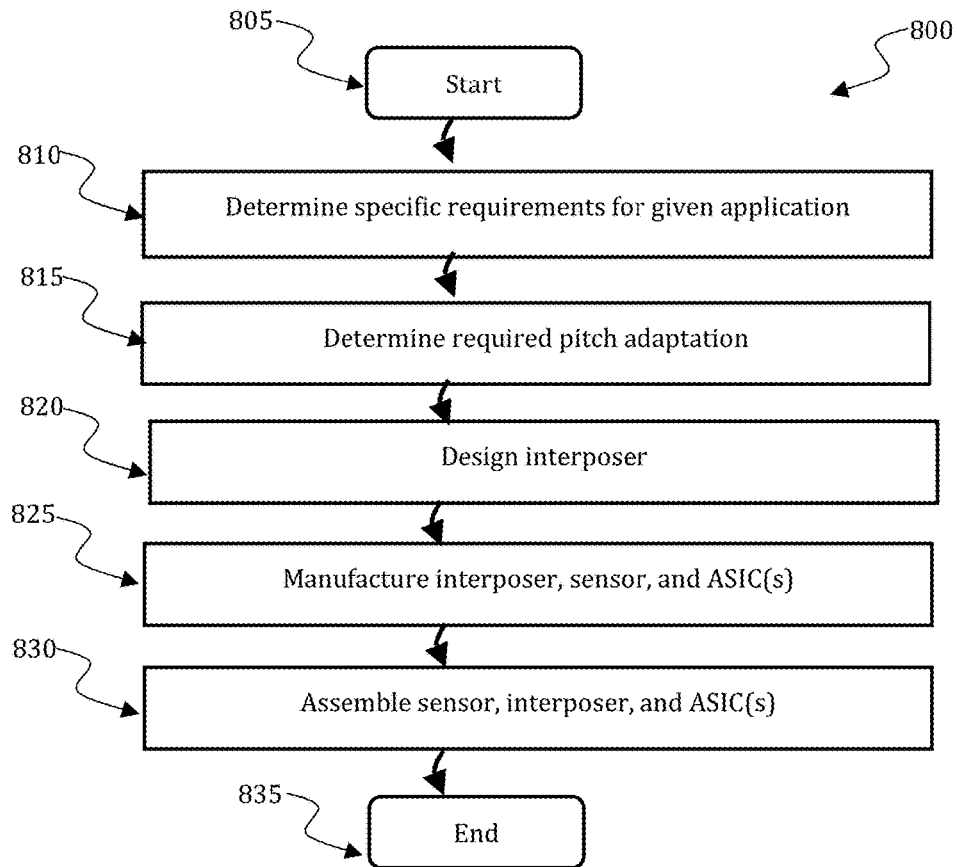 805
800
Start
810
Determine specific requirements for given application
815
Determine required pitch adaptation
820
Design interposer
825
Manufacture interposer, sensor, and ASIC(s)
830
Assemble sensor, interposer, and ASIC(s)
835
End